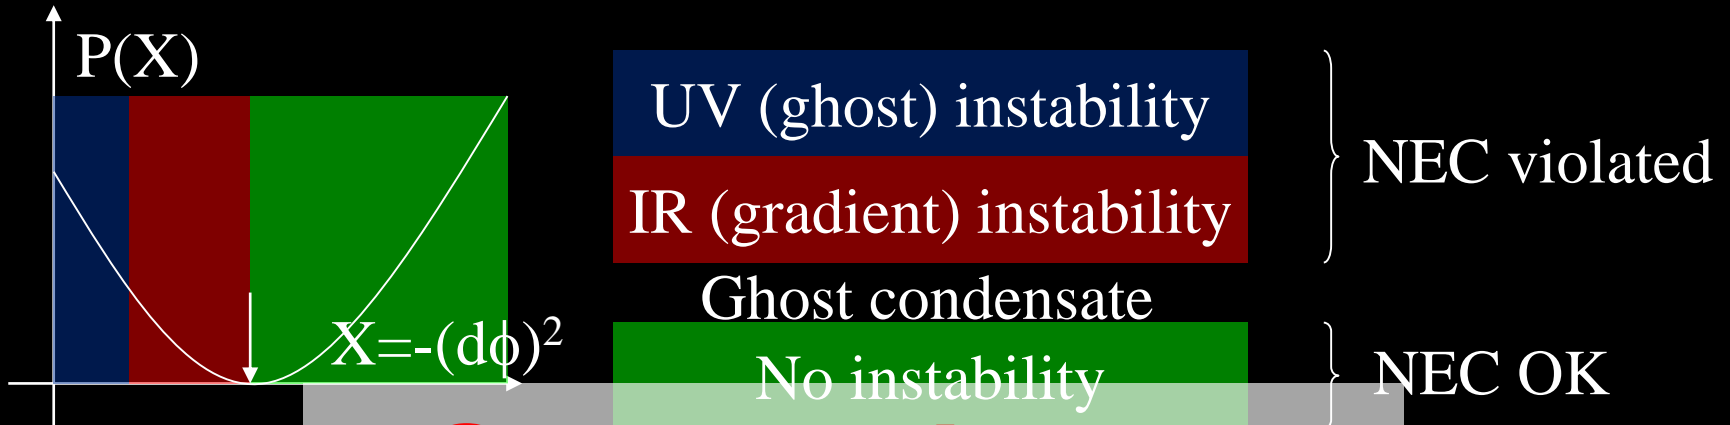 P(X)
UV (ghost) instability
NEC violated
IR (gradient) instability
Ghost condensate
X=-(dϕ)²
No instability
NEC OK